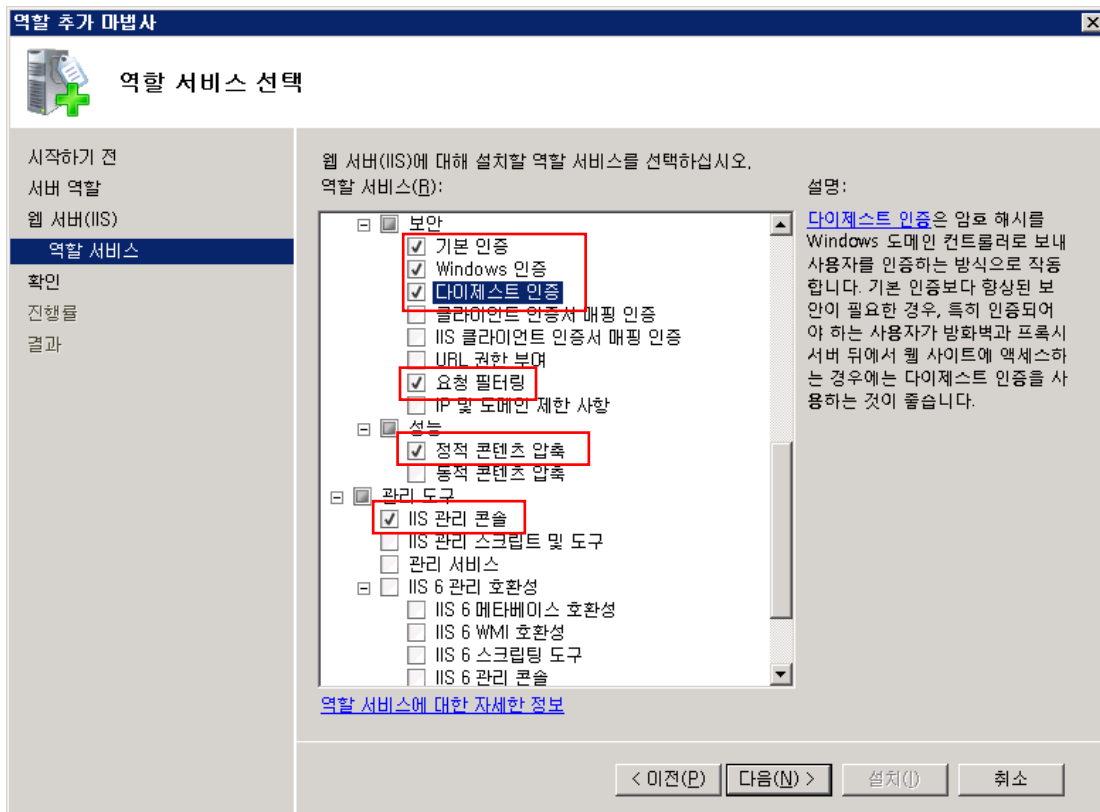 역할 추가 마법사
역할 서비스 선택
시작하기 전
서버 역할
웹 서버(IIS)
역할 서비스
확인
진행률
결과
웹 서버(IIS)에 대해 설치할 역할 서비스를 선택하십시오.
역할 서비스(R):
보안
기본 인증
Windows 인증
다이제스트 인증
클라이언트 인증서 매핑 인증
IIS 클라이언트 인증서 매핑 인증
URL 권한 부여
요청 필터링
IP 및 도메인 제한 사항
성능
정적 콘텐츠 압축
동적 콘텐츠 압축
관리 도구
IIS 관리 콘솔
IIS 관리 스크립트 및 도구
관리 서비스
IIS 6 관리 호환성
IIS 6 메타베이스 호환성
IIS 6 WMI 호환성
IIS 6 스크립팅 도구
IIS 6 관리 콘솔
역할 서비스에 대한 자세한 정보
설명:
다이제스트 인증은 암호 해시를
Windows 도메인 컨트롤러로 보내
사용자를 인증하는 방식으로 작동
합니다. 기본 인증보다 향상된 보
안이 필요한 경우, 특히 인증되어
야 하는 사용자가 방화벽과 프록시
서버 뒤에서 웹 사이트에 액세스하
는 경우에는 다이제스트 인증을 사
용하는 것이 좋습니다.
< 이전(P)
다음(N) >
설치(I)
취소